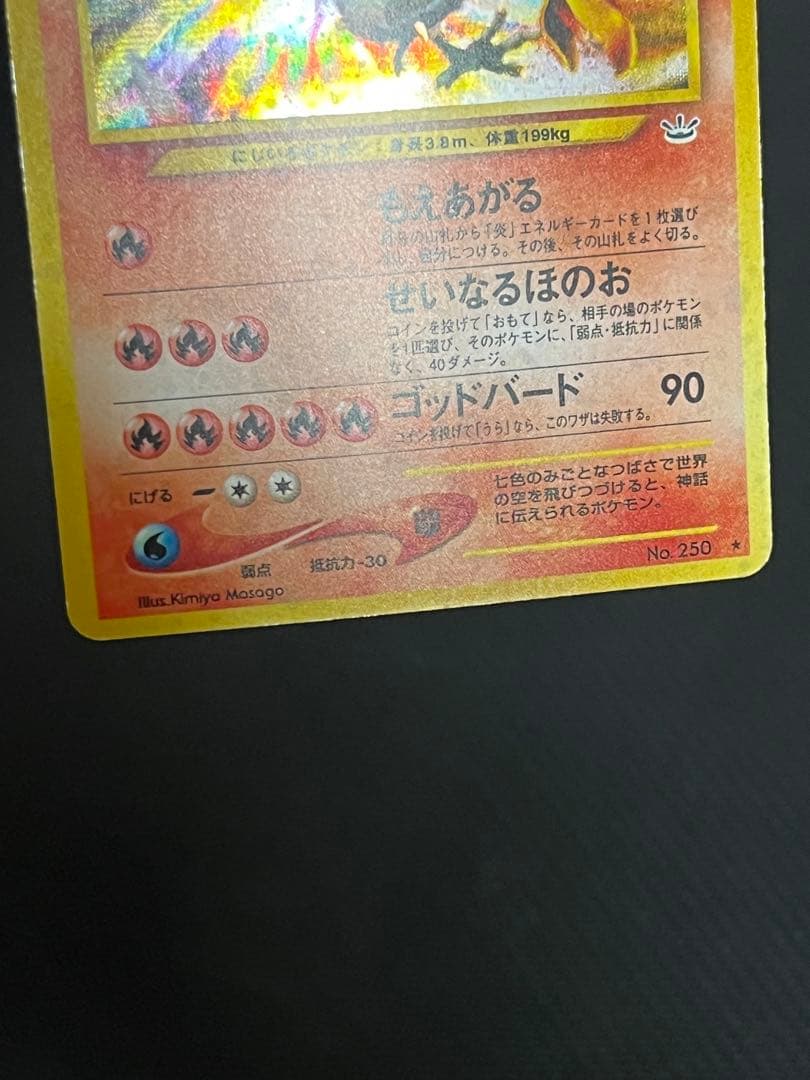 にじいろポケモン 身長3.8m、体重199kg
もえあがる
の山札から「炎」エネルギーカードを1枚選び
自分につける。その後、その山札をよく切る。
せいなるほのお
コインを投げて「おもて」なら、相手の場のポケモン
を1匹選び、そのポケモンに、「弱点・抵抗力」に関係
なく、40ダメージ。
ゴッドバード 90
コインを投げて「うら」なら、このワザは失敗する。
にげる
七色のみごとなつばさで世界
の空を飛びつづけると、神話
に伝えられるポケモン。
弱点 抵抗力-30
No. 250 ★
Illus. Kimiya Masago